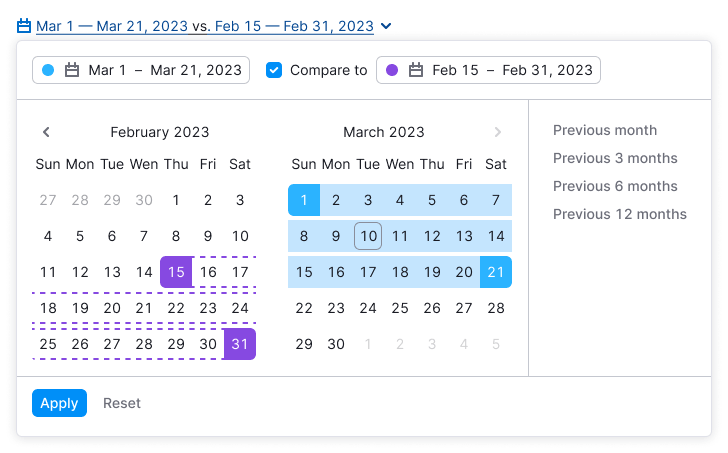 Mar 1 — Mar 21, 2023 vs. Feb 15 — Feb 31, 2023
Mar 1 – Mar 21, 2023 Compare to Feb 15 – Feb 31, 2023
February 2023
Sun Mon Tue Wen Thu Fri Sat
27 28 29 30 1 2 3
4 5 6 7 8 9 10
11 12 13 14 15 16 17
18 19 20 21 22 23 24
25 26 27 28 29 30 31
March 2023
Sun Mon Tue Wen Thu Fri Sat
1 2 3 4 5 6 7
8 9 10 11 12 13 14
15 16 17 18 19 20 21
22 23 24 25 26 27 28
29 30 1 2 3 4 5
Previous month
Previous 3 months
Previous 6 months
Previous 12 months
Apply Reset